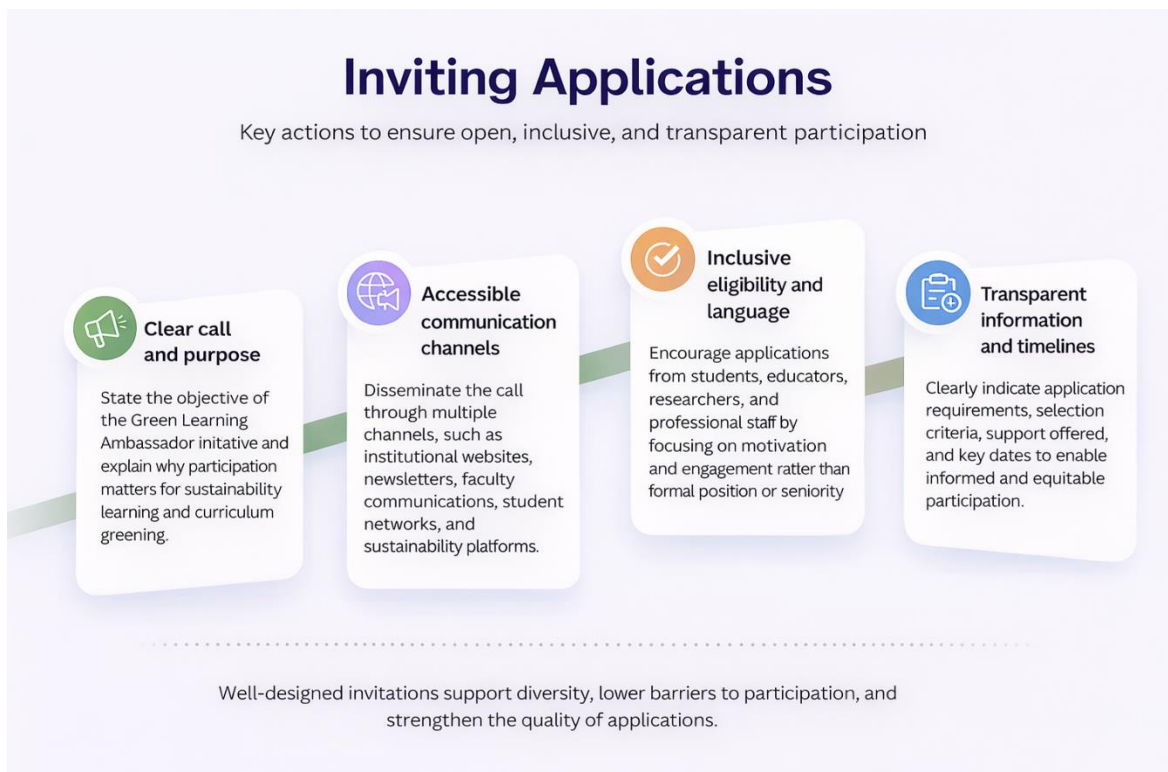 Inviting Applications
Key actions to ensure open, inclusive, and transparent participation
Clear call
and purpose
State the objective of
the Green Learning
Ambassador initative and
explain why participation
matters for sustainability
learning and curriculum
greening.
Accessible
communication
channels
Disseminate the call
through multiple
channels, such as
institutional websites,
newsletters, faculty
communications, student
networks, and
sustainability platforms.
Inclusive
eligibility and
language
Encourage applications
from students, educators,
researchers, and
professional staff by
focusing on motivation
and engagement ratter than
formal position or seniority
Transparent
information
and timelines
Clearly indicate application
requirements, selection
criteria, support offered,
and key dates to enable
informed and equitable
participation.
Well-designed invitations support diversity, lower barriers to participation, and
strengthen the quality of applications.